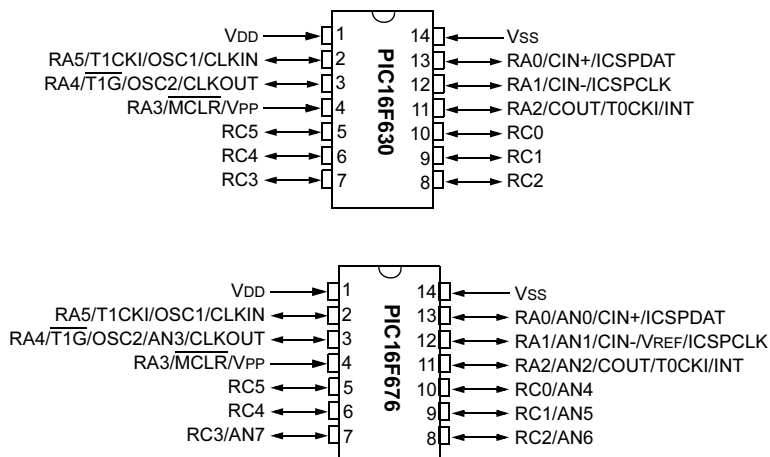 VDD 1 14 VSS
RA5/T1CKI/OSC1/CLKIN 2 13 RA0/CIN+/ICSPDAT
RA4/T1G/OSC2/CLKOUT 3 12 RA1/CIN-/ICSPCLK
RA3/MCLR/VPP 4 11 RA2/COUT/T0CKI/INT
RC5 5 10 RC0
RC4 6 9 RC1
RC3 7 8 RC2
PIC16F630
VDD 1 14 VSS
RA5/T1CKI/OSC1/CLKIN 2 13 RA0/AN0/CIN+/ICSPDAT
RA4/T1G/OSC2/AN3/CLKOUT 3 12 RA1/AN1/CIN-/VREF/ICSPCLK
RA3/MCLR/VPP 4 11 RA2/AN2/COUT/T0CKI/INT
RC5 5 10 RC0/AN4
RC4 6 9 RC1/AN5
RC3/AN7 7 8 RC2/AN6
PIC16F676